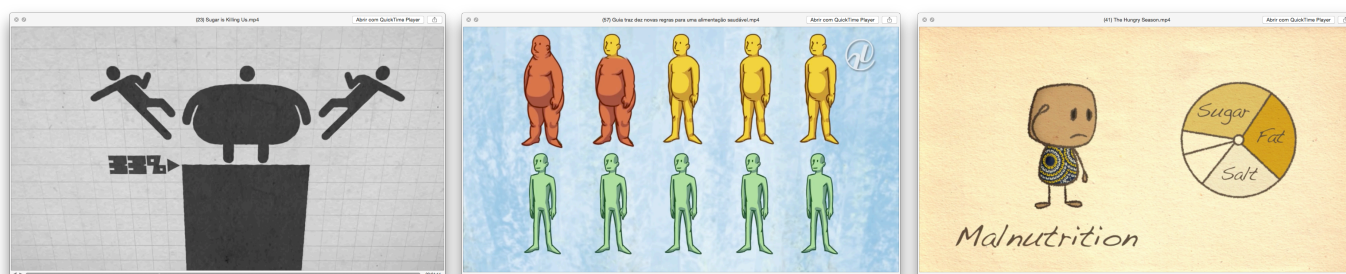 (23) Sugar is Killing Us.mp4
Abrir com QuickTime Player
33%
(57) Guia traz dez novas regras para uma alimentação saudável.mp4
Abrir com QuickTime Player
(41) The Hungry Season.mp4
Abrir com QuickTime Player
Sugar
Fat
Salt
Malnutrition